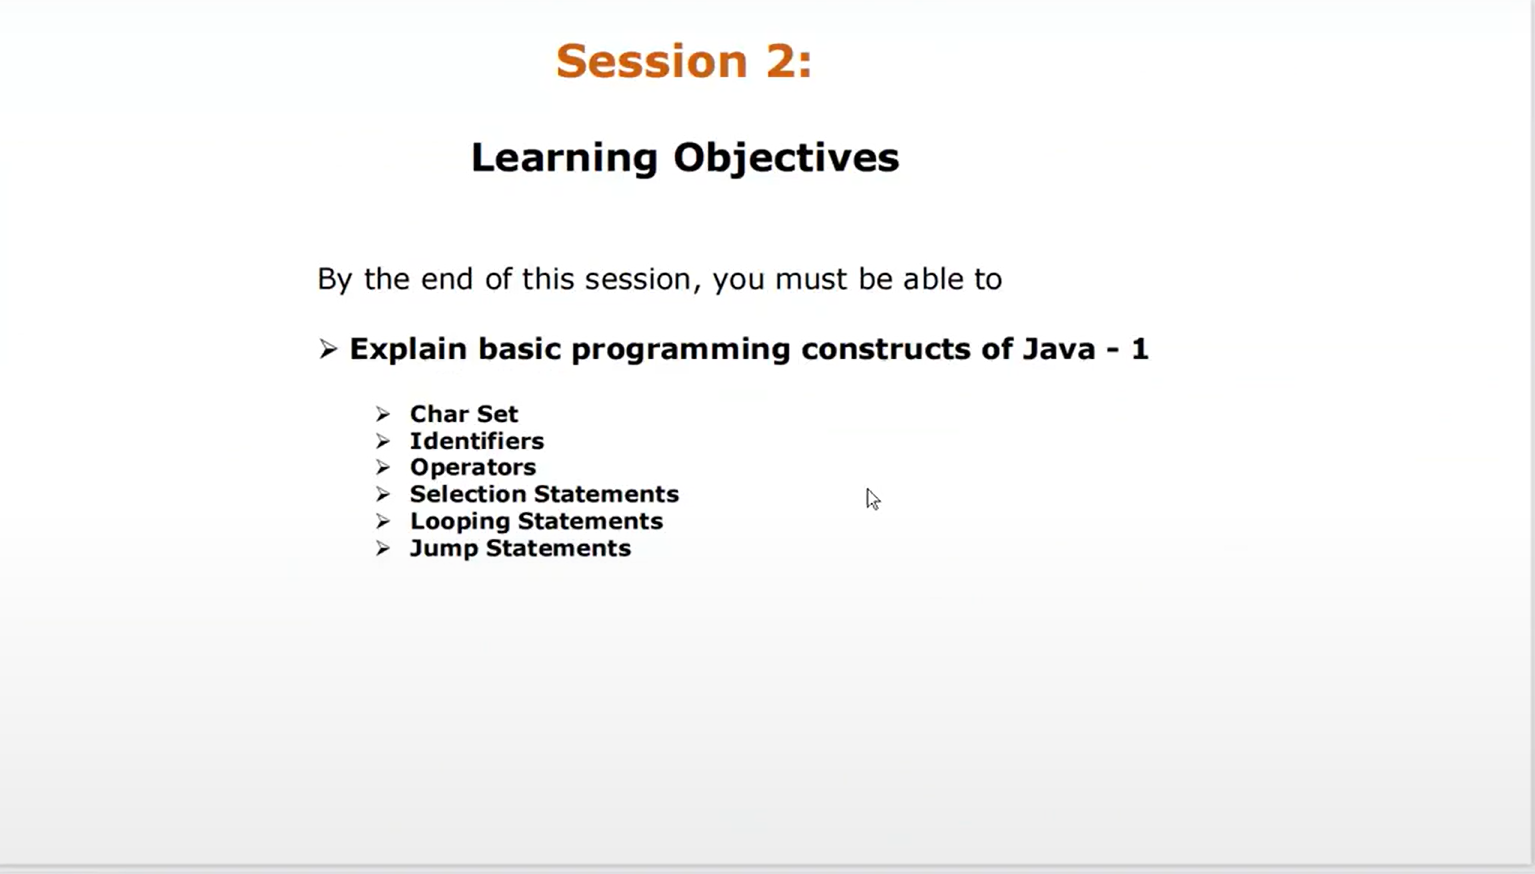 Session 2:
Learning Objectives
By the end of this session, you must be able to
➢ Explain basic programming constructs of Java - 1
➢ Char Set
➢ Identifiers
➢ Operators
➢ Selection Statements
➢ Looping Statements
➢ Jump Statements